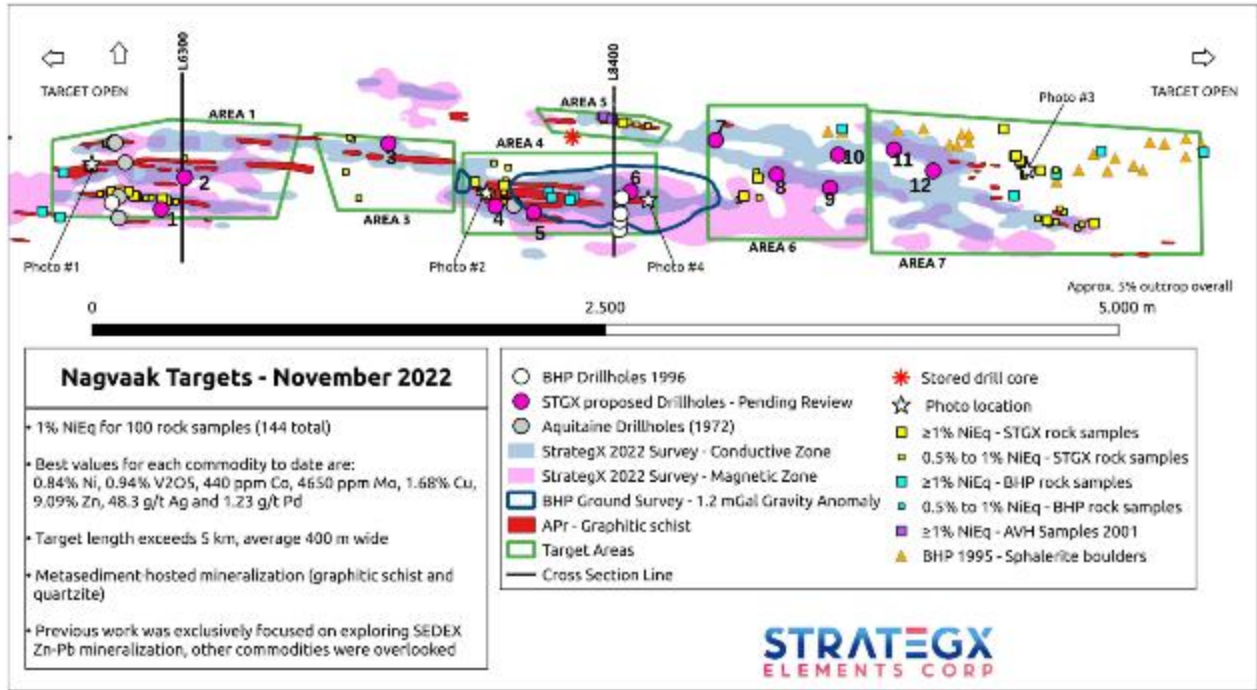 L6300
L8400
TARGET OPEN
AREA 1
AREA 5
Photo #3
TARGET OPEN
AREA 4
7
3
10
11
2
6
8
12
9
1
4
5
AREA 3
AREA 6
AREA 7
Photo #1
Photo #2
Photo #4
Approx. 5% outcrop overall
0
2.500
5.000 m
Nagvaak Targets - November 2022
• 1% NiEq for 100 rock samples (144 total)
• Best values for each commodity to date are:
0.84% Ni, 0.94% V2O5, 440 ppm Co, 4650 ppm Mo, 1.68% Cu,
9.09% Zn, 48.3 g/t Ag and 1.23 g/t Pd
• Target length exceeds 5 km, average 400 m wide
• Metasediment-hosted mineralization (graphitic schist and
quartzite)
• Previous work was exclusively focused on exploring SEDEX
Zn-Pb mineralization, other commodities were overlooked
BHP Drillholes 1996
STGX proposed Drillholes - Pending Review
Aquitaine Drillholes (1972)
StrategX 2022 Survey - Conductive Zone
StrategX 2022 Survey - Magnetic Zone
BHP Ground Survey - 1.2 mGal Gravity Anomaly
APr - Graphitic schist
Target Areas
Cross Section Line
Stored drill core
Photo location
≥1% NiEq - STGX rock samples
0.5% to 1% NiEq - STGX rock samples
≥1% NiEq - BHP rock samples
0.5% to 1% NiEq - BHP rock samples
≥1% NiEq - AVH Samples 2001
BHP 1995 - Sphalerite boulders
STRATEGX
ELEMENTS CORP